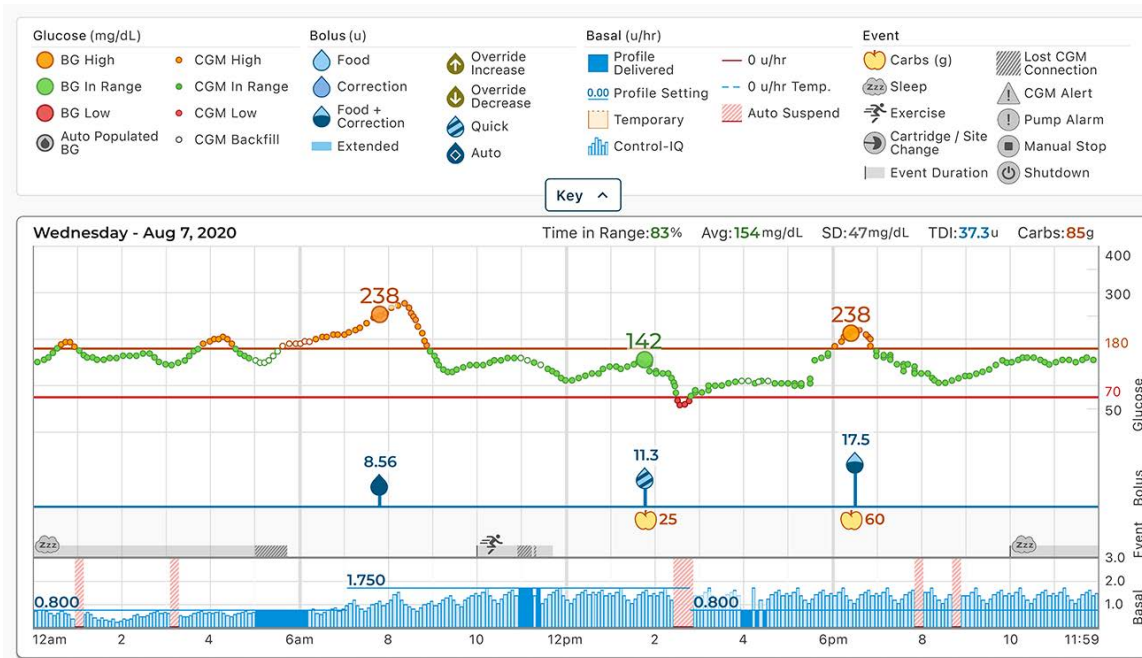 Glucose (mg/dL)
BG High
CGM High
BG In Range
CGM In Range
BG Low
CGM Low
Auto Populated
BG
CGM Backfill
Bolus (u)
Food
Correction
Food +
Correction
Extended
Override
Increase
Override
Decrease
Quick
Auto
Basal (u/hr)
Profile
Delivered
0.00 Profile Setting
Temporary
Control-IQ
0 u/hr
0 u/hr Temp.
Auto Suspend
Event
Carbs (g)
Zzz Sleep
Exercise
Cartridge / Site
Change
Event Duration
Lost CGM
Connection
CGM Alert
Pump Alarm
Manual Stop
Shutdown
Key
Wednesday - Aug 7, 2020
Time in Range:83% Avg:154mg/dL SD:47mg/dL TDI:37.3u Carbs:85g
400
300
180
70
50
Glucose
238
142
238
8.56
11.3
17.5
Bolus
25
60
Event
Zzz
Zzz
3.0
2.0
1.0
Basal
0.800
1.750
0.800
12am 2 4 6am 8 10 12pm 2 4 6pm 8 10 11:59